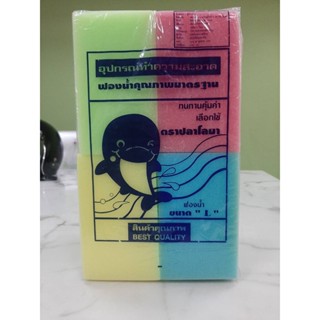 อุปกรณ์ทำความสะอาด
ฟองน้ำคุณภาพมาตรฐาน
ทนทานคุ้มค่า
เลือกใช้
ตราปลาโลมา
ฟองน้ำ
ขนาด " L "
สินค้าคุณภาพ
BEST QUALITY